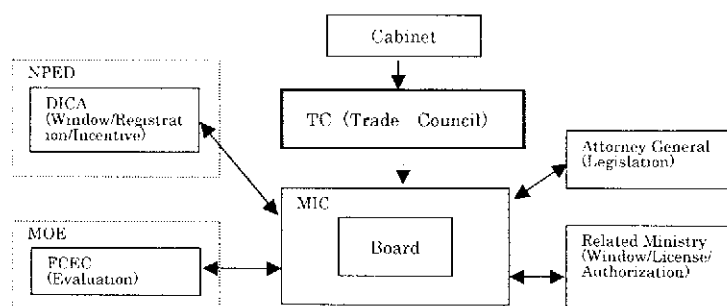 Cabinet
NPED
DICA
(Window/Registrat
ion/Incentive)
TC (Trade Council)
Attorney General
(Legislation)
MIC
Board
MOE
FCEC
(Evaluation)
Related Ministry
(Window/License/
Authorization)